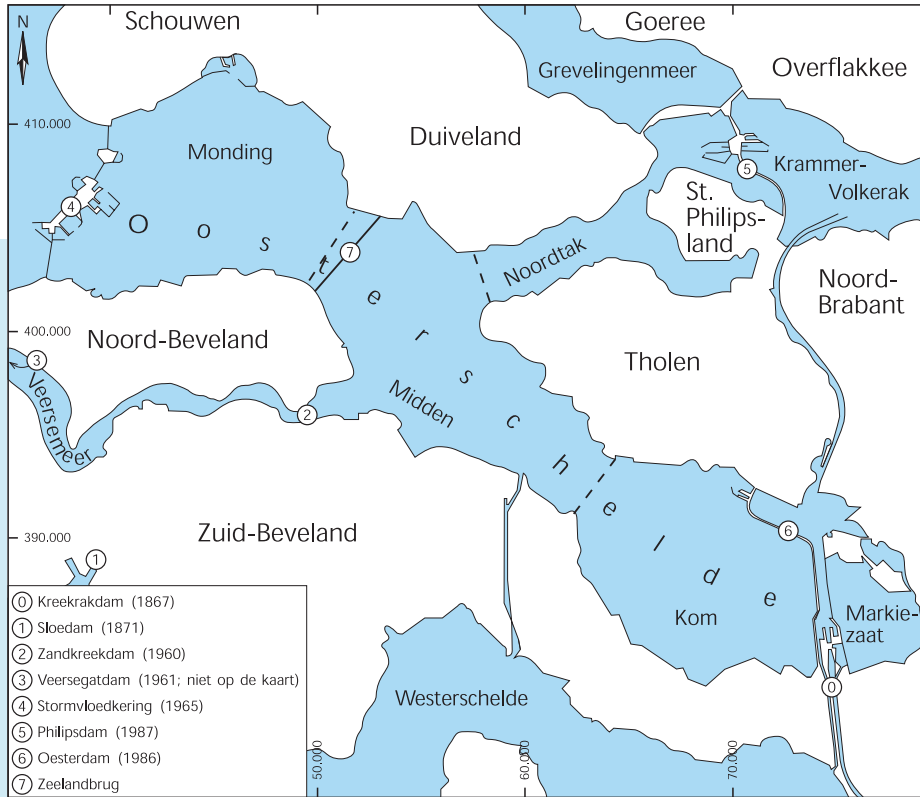 N
Schouwen
Goeree
Grevelingenmeer
Overflakkee
410.000
Duiveland
Monding
Krammer-
Volkerak
5
4
St.
Philips-
land
Oosterschelde
7
Noordtak
Noord-
Brabant
400.000
Noord-Beveland
Tholen
3
Veersemeer
Midden
2
390.000
Zuid-Beveland
6
1
Kom
Markie-
zaat
0
Westerschelde
50.000
60.000
70.000
0 Kreekrakdam (1867)
1 Sloedam (1871)
2 Zandkreekdam (1960)
3 Veersegatdam (1961; niet op de kaart)
4 Stormvloedkering (1965)
5 Philipsdam (1987)
6 Oesterdam (1986)
7 Zeelandbrug